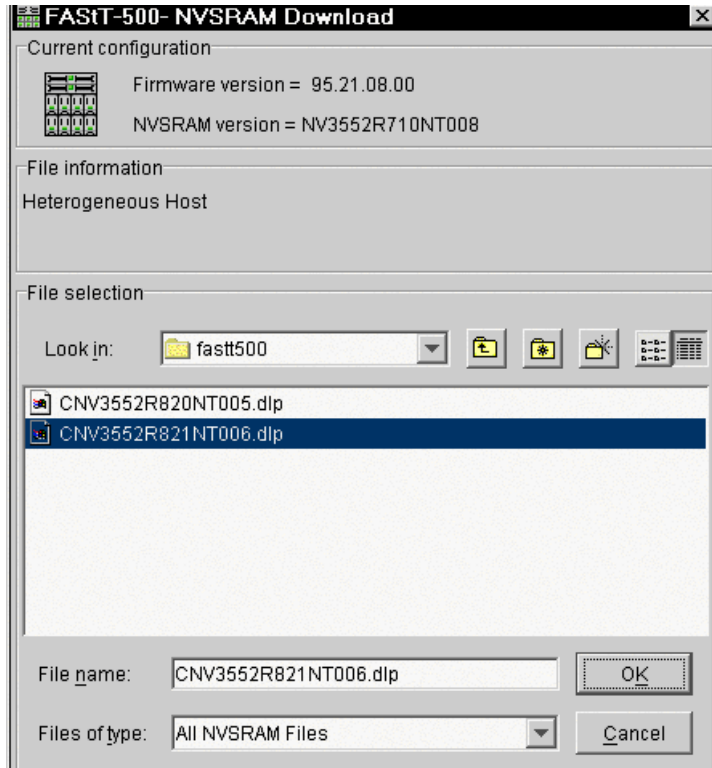 FAStT-500- NVSRAM Download
Current configuration
Firmware version = 95.21.08.00
NVSRAM version = NV3552R710NT008
File information
Heterogeneous Host
File selection
Look in:
fastt500
CNV3552R820NT005.dlp
CNV3552R821NT006.dlp
File name:
CNV3552R821NT006.dlp
OK
Files of type:
All NVSRAM Files
Cancel